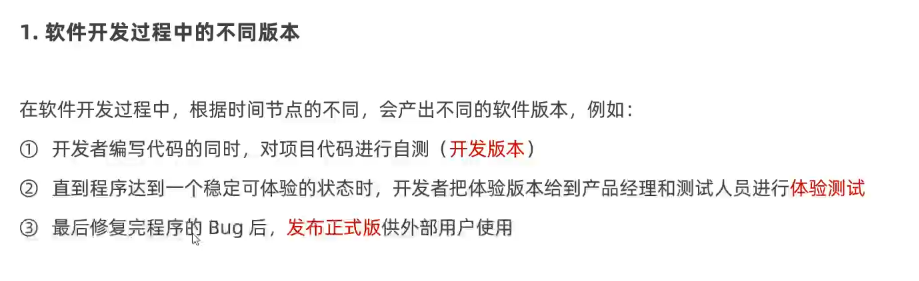 1. 软件开发过程中的不同版本
在软件开发过程中，根据时间节点的不同，会产出不同的软件版本，例如：
① 开发者编写代码的同时，对项目代码进行自测（开发版本）
② 直到程序达到一个稳定可体验的状态时，开发者把体验版本给到产品经理和测试人员进行体验测试
③ 最后修复完程序的 Bug 后，发布正式版供外部用户使用